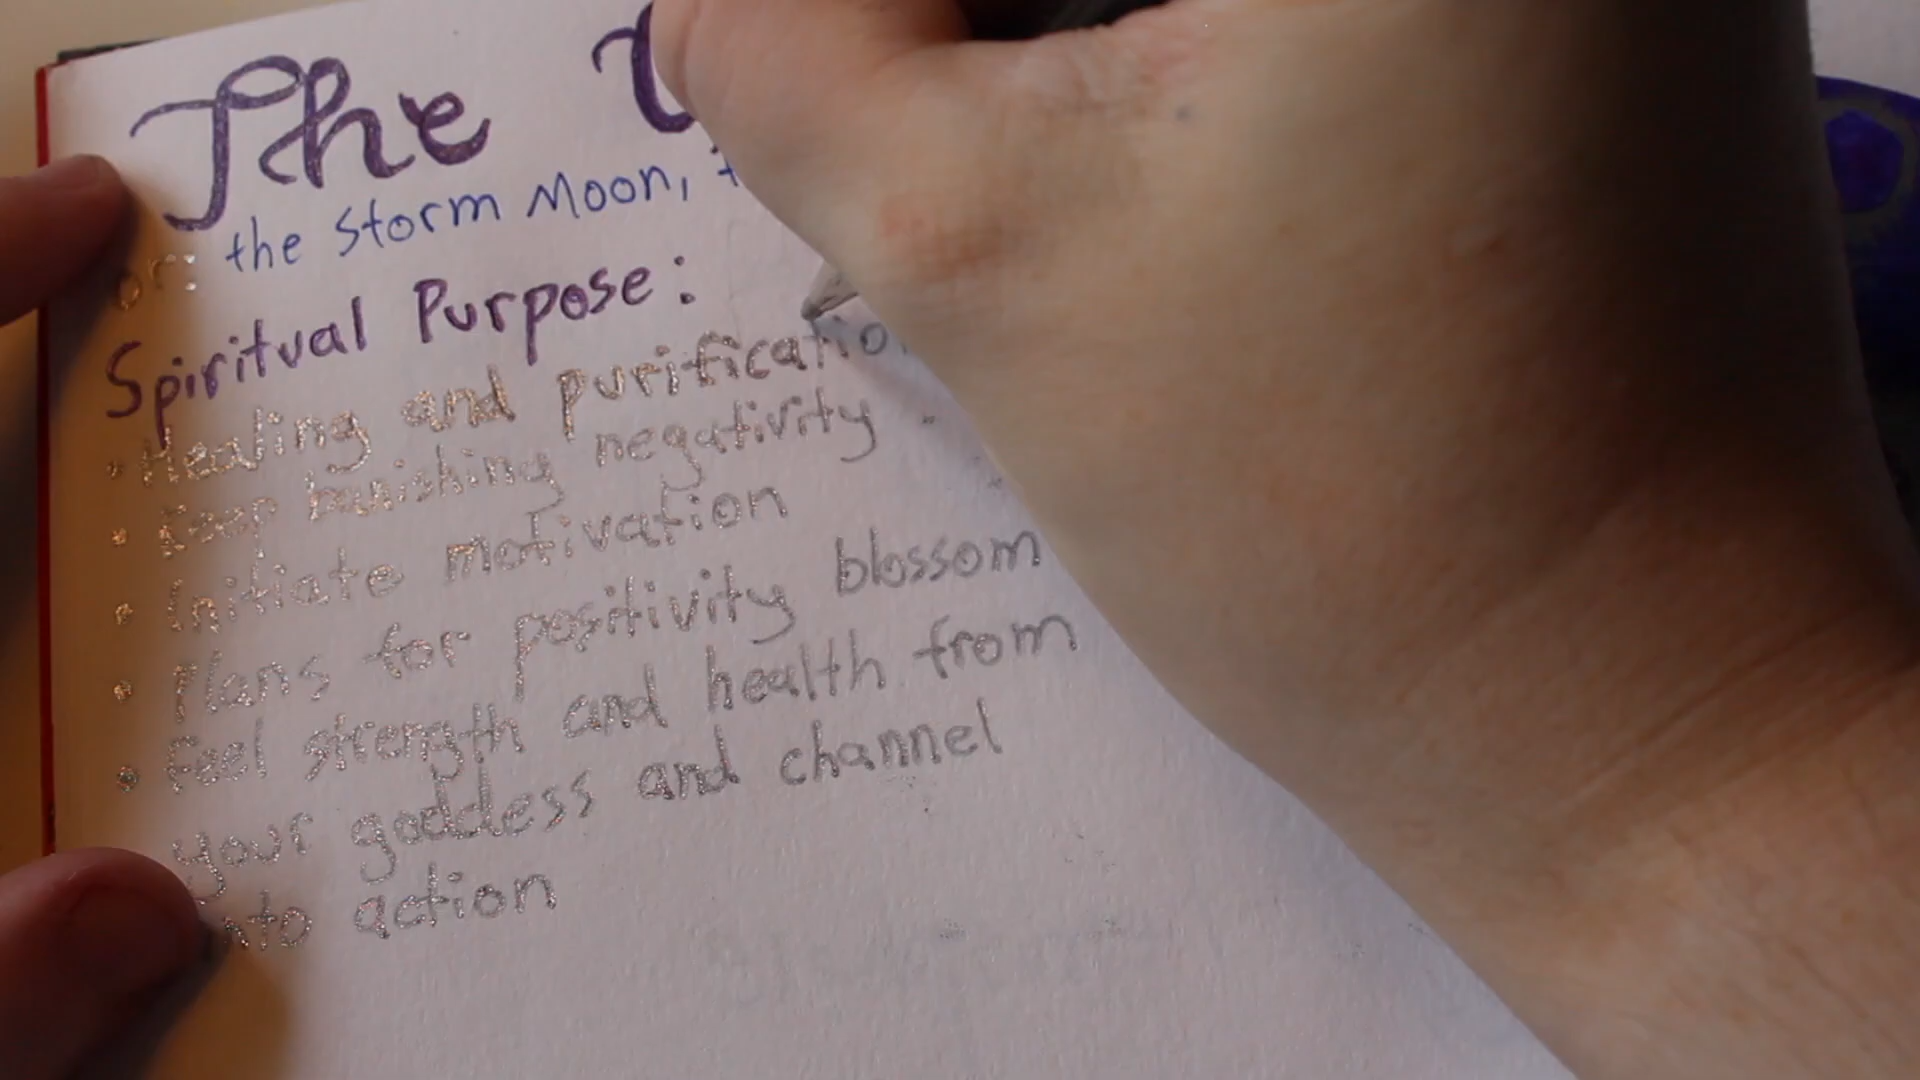 The
or: the Storm Moon,
Spiritual Purpose:
• Healing and purification
• Keep banishing negativity
• Initiate motivation
• Plans for positivity blossom
• Feel strength and health from
your goddess and channel
into action